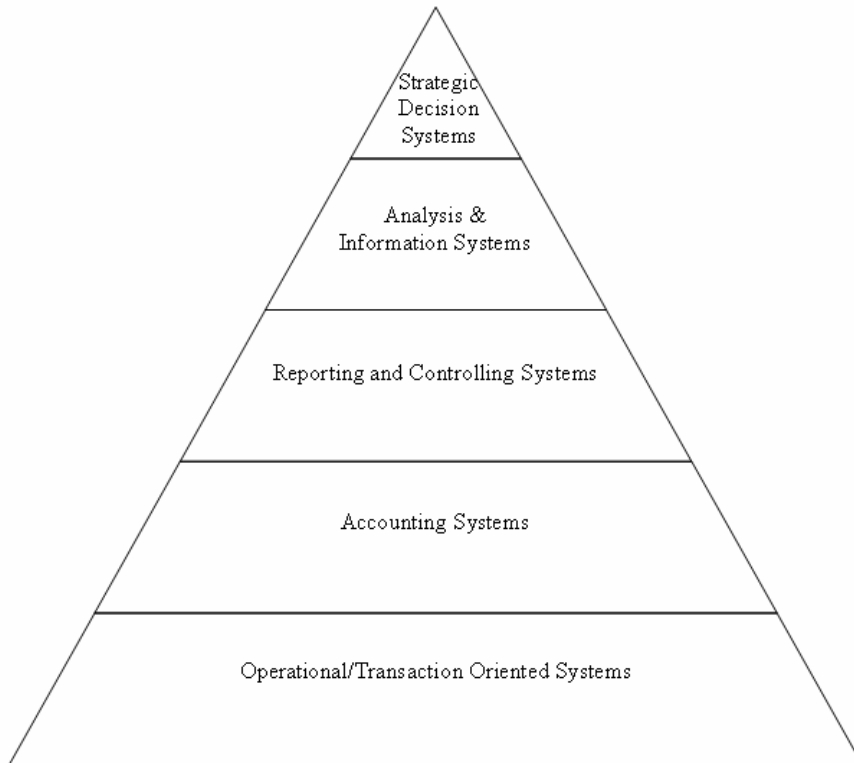 Strategic
Decision
Systems
Analysis &
Information Systems
Reporting and Controlling Systems
Accounting Systems
Operational/Transaction Oriented Systems